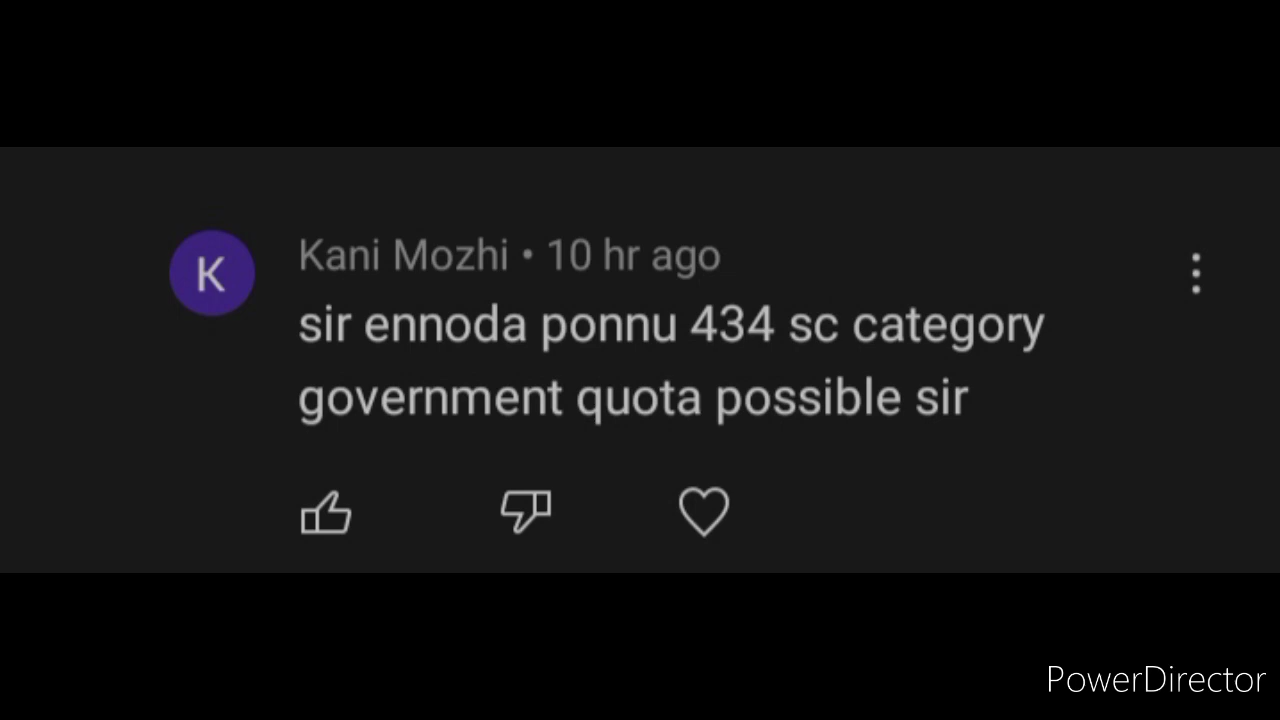 K
Kani Mozhi • 10 hr ago
sir ennoda ponnu 434 sc category
government quota possible sir
PowerDirector